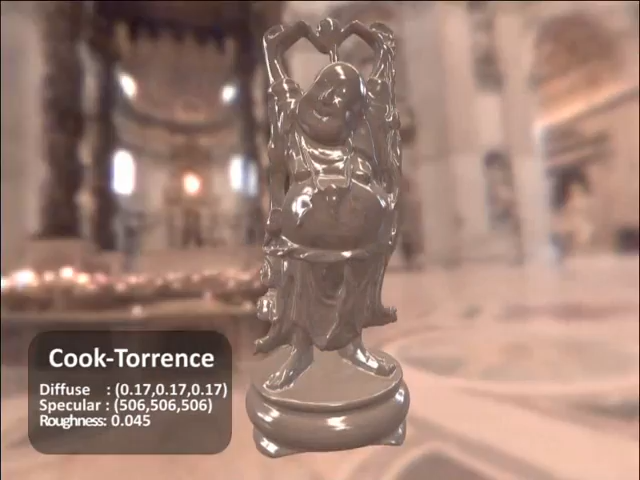 Cook-Torrence
Diffuse : (0.17,0.17,0.17)
Specular : (506,506,506)
Roughness: 0.045